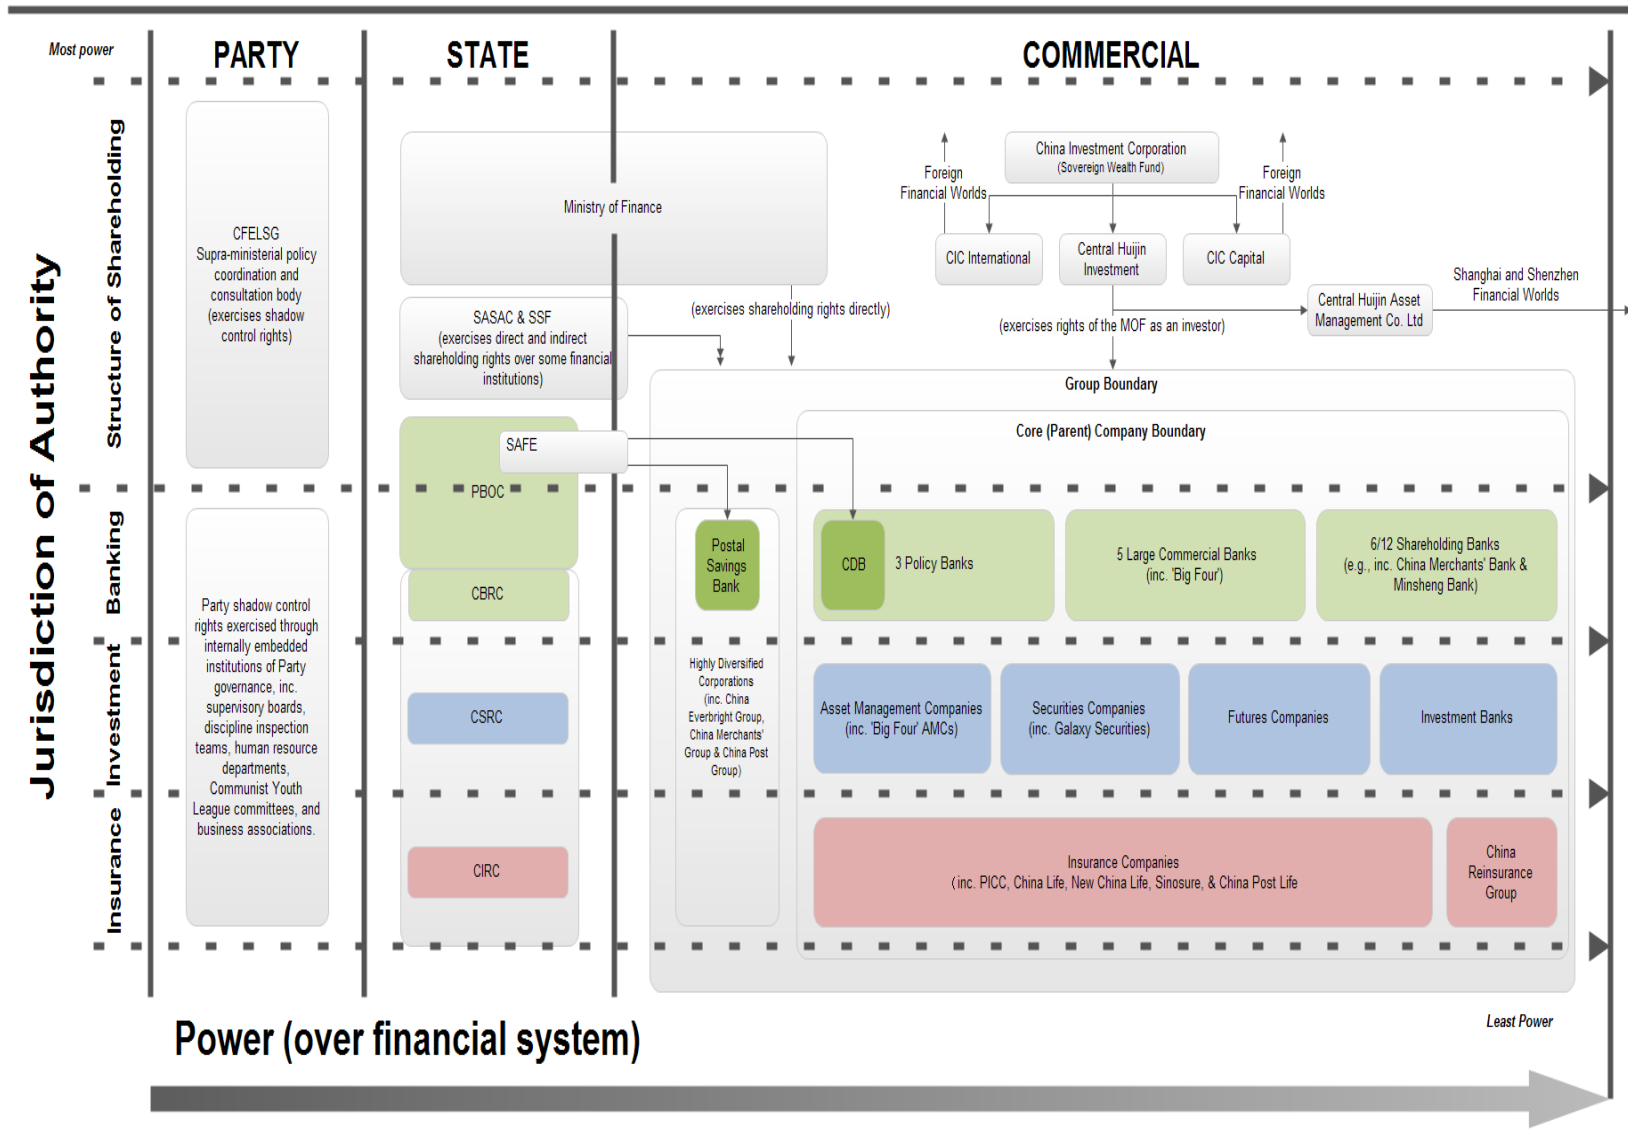 Most power
PARTY
STATE
COMMERCIAL
Jurisdiction of Authority
Structure of Shareholding
Banking
Investment
Insurance
CFELSG
Supra-ministerial policy
coordination and
consultation body
(exercises shadow
control rights)
Party shadow control
rights exercised through
internally embedded
institutions of Party
governance, inc.
supervisory boards,
discipline inspection
teams, human resource
departments,
Communist Youth
League committees, and
business associations.
Ministry of Finance
SASAC & SSF
(exercises direct and indirect
shareholding rights over some financial
institutions)
SAFE
PBOC
CBRC
CSRC
CIRC
(exercises shareholding rights directly)
China Investment Corporation
(Sovereign Wealth Fund)
Foreign
Financial Worlds
Foreign
Financial Worlds
CIC International
Central Huijin
Investment
CIC Capital
(exercises rights of the MOF as an investor)
Central Huijin Asset
Management Co. Ltd
Shanghai and Shenzhen
Financial Worlds
Group Boundary
Core (Parent) Company Boundary
Postal
Savings
Bank
Highly Diversified
Corporations
(inc. China
Everbright Group,
China Merchants'
Group & China Post
Group)
CDB
3 Policy Banks
5 Large Commercial Banks
(inc. 'Big Four')
6/12 Shareholding Banks
(e.g., inc. China Merchants' Bank &
Minsheng Bank)
Asset Management Companies
(inc. 'Big Four' AMCs)
Securities Companies
(inc. Galaxy Securities)
Futures Companies
Investment Banks
Insurance Companies
(inc. PICC, China Life, New China Life, Sinosure, & China Post Life
China
Reinsurance
Group
Least Power
Power (over financial system)